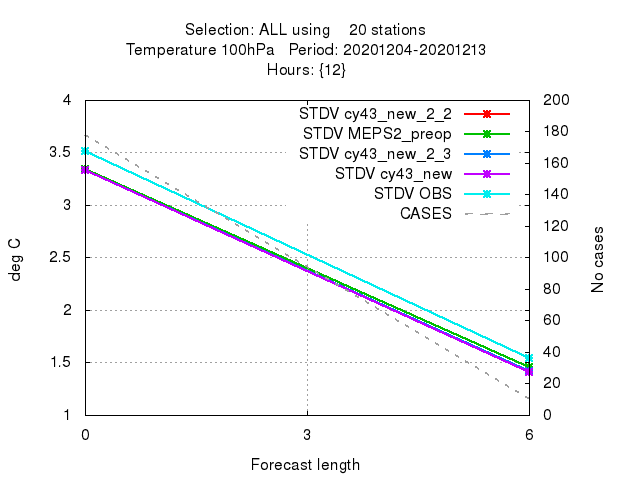 Selection: ALL using    20 stations
Temperature 100hPa   Period: 20201204-20201213
Hours: {12}
STDV cy43_new_2_2
STDV MEPS2_preop
STDV cy43_new_2_3
STDV cy43_new
STDV OBS
CASES
4
3.5
3
2.5
2
1.5
1
deg C
200
180
160
140
120
100
80
60
40
20
0
No cases
0 3 6
Forecast length